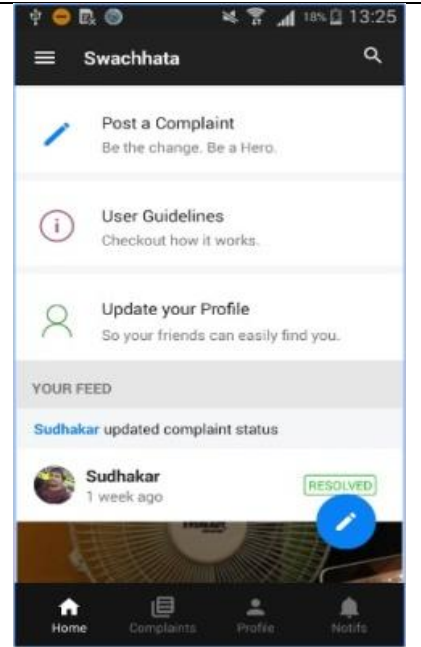 18% 13:25
Swachhata
Post a Complaint
Be the change. Be a Hero.
i
User Guidelines
Checkout how it works.
Update your Profile
So your friends can easily find you.
YOUR FEED
Sudhakar updated complaint status
Sudhakar
1 week ago
RESOLVED
Home Complaints Profile Notifs